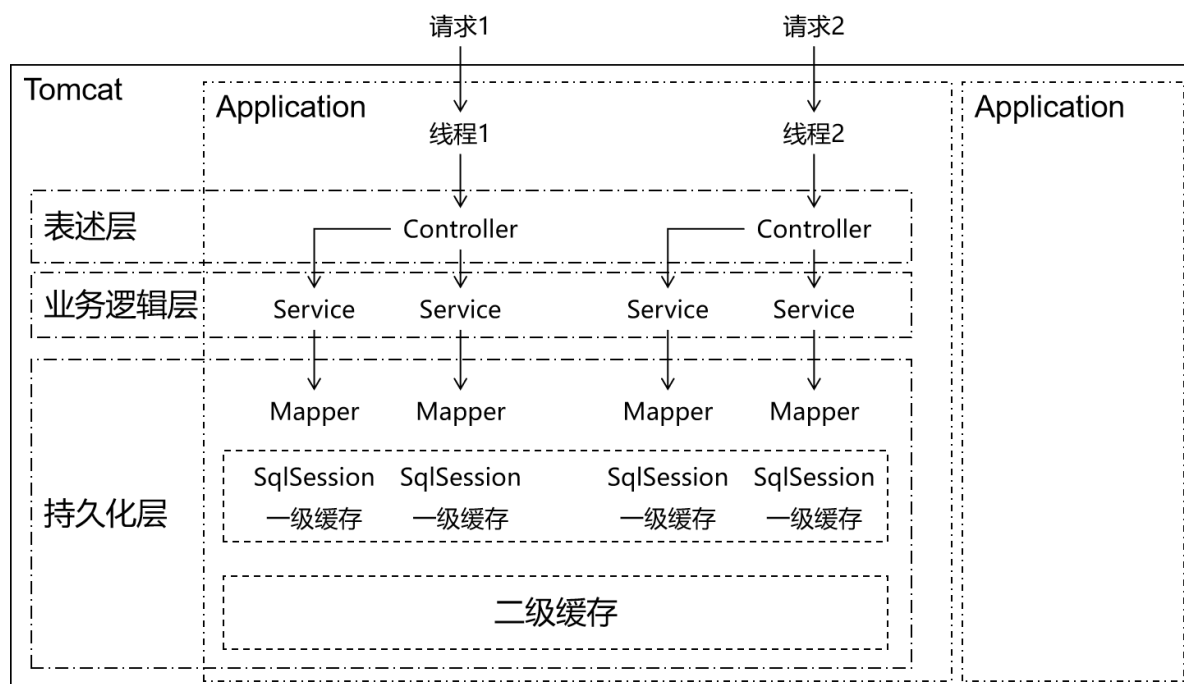 请求1 请求2
Tomcat
Application Application
线程1 线程2
表述层 Controller Controller
业务逻辑层 Service Service Service Service
Mapper Mapper Mapper Mapper
SqlSession SqlSession SqlSession SqlSession
持久化层 一级缓存 一级缓存 一级缓存 一级缓存
二级缓存